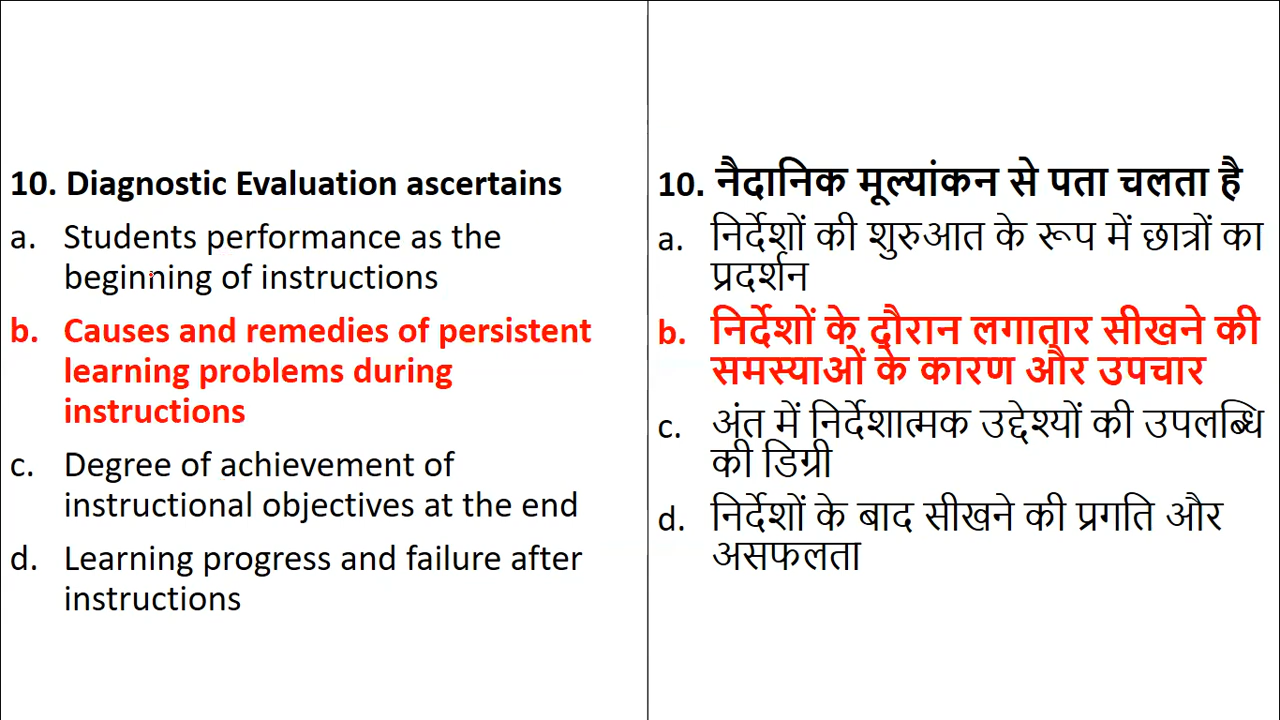 10. Diagnostic Evaluation ascertains
a. Students performance as the
beginning of instructions
b. Causes and remedies of persistent
learning problems during
instructions
c. Degree of achievement of
instructional objectives at the end
d. Learning progress and failure after
instructions
10. नैदानिक मूल्यांकन से पता चलता है
a. निर्देशों की शुरुआत के रूप में छात्रों का
प्रदर्शन
b. निर्देशों के दौरान लगातार सीखने की
समस्याओं के कारण और उपचार
c. अंत में निर्देशात्मक उद्देश्यों की उपलब्धि
की डिग्री
d. निर्देशों के बाद सीखने की प्रगति और
असफलता